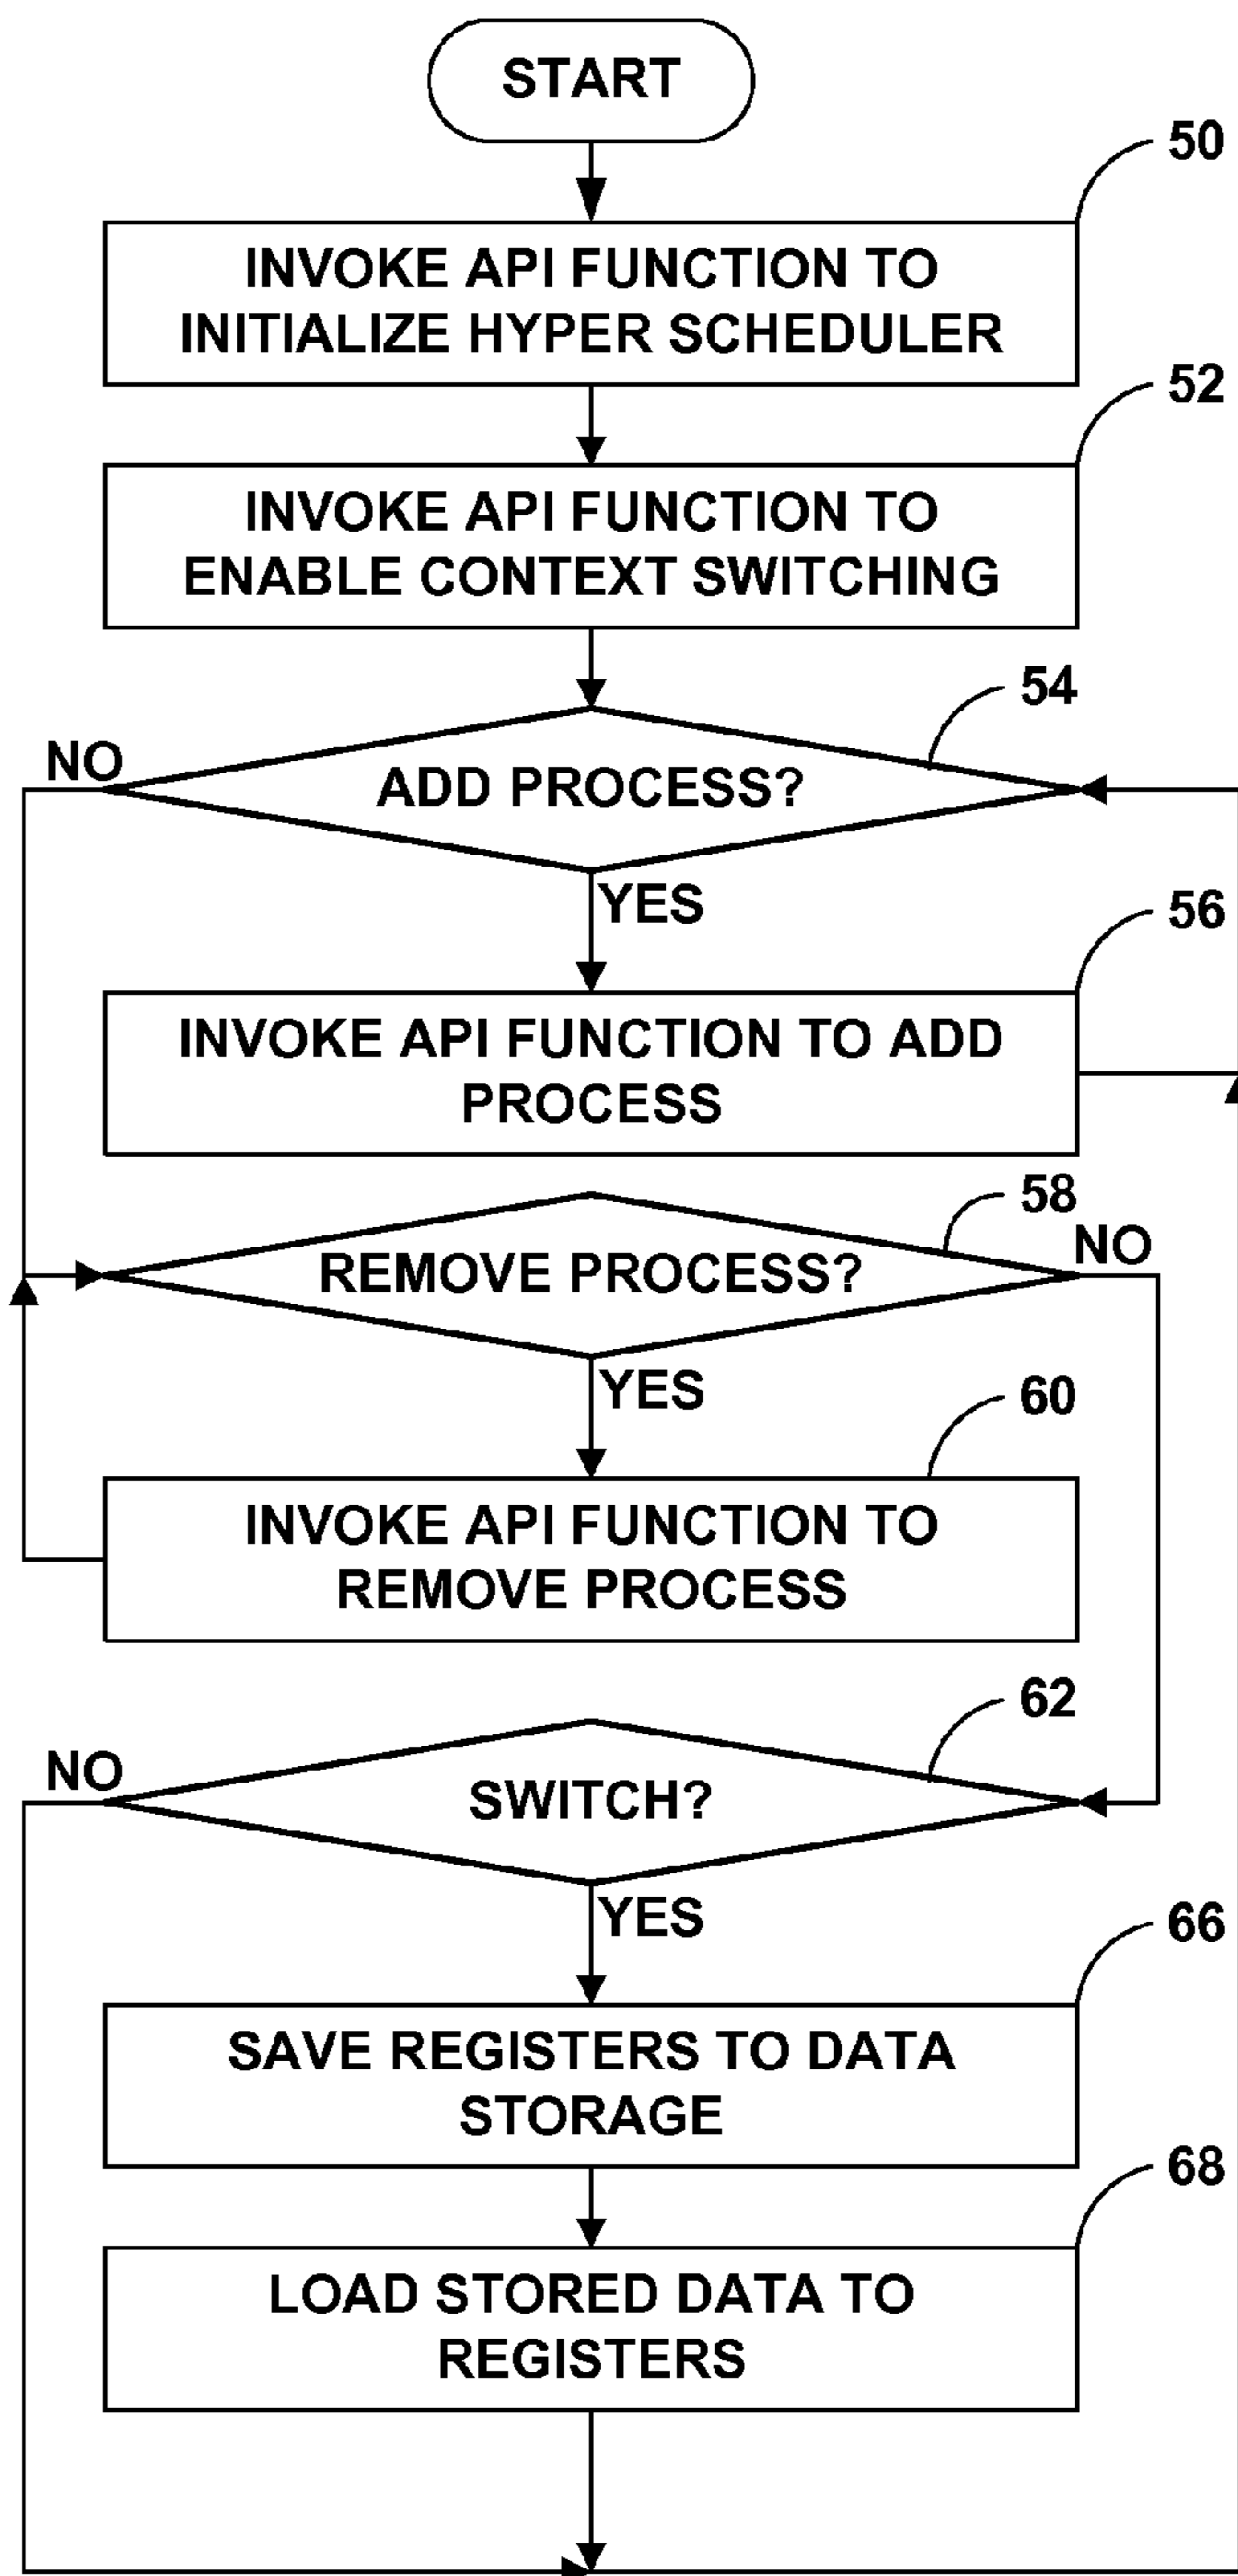 START
50
INVOKE API FUNCTION TO
INITIALIZE HYPER SCHEDULER
52
INVOKE API FUNCTION TO
ENABLE CONTEXT SWITCHING
54
NO
ADD PROCESS?
YES
56
INVOKE API FUNCTION TO ADD
PROCESS
58
NO
REMOVE PROCESS?
YES
60
INVOKE API FUNCTION TO
REMOVE PROCESS
62
NO
SWITCH?
YES
66
SAVE REGISTERS TO DATA
STORAGE
68
LOAD STORED DATA TO
REGISTERS